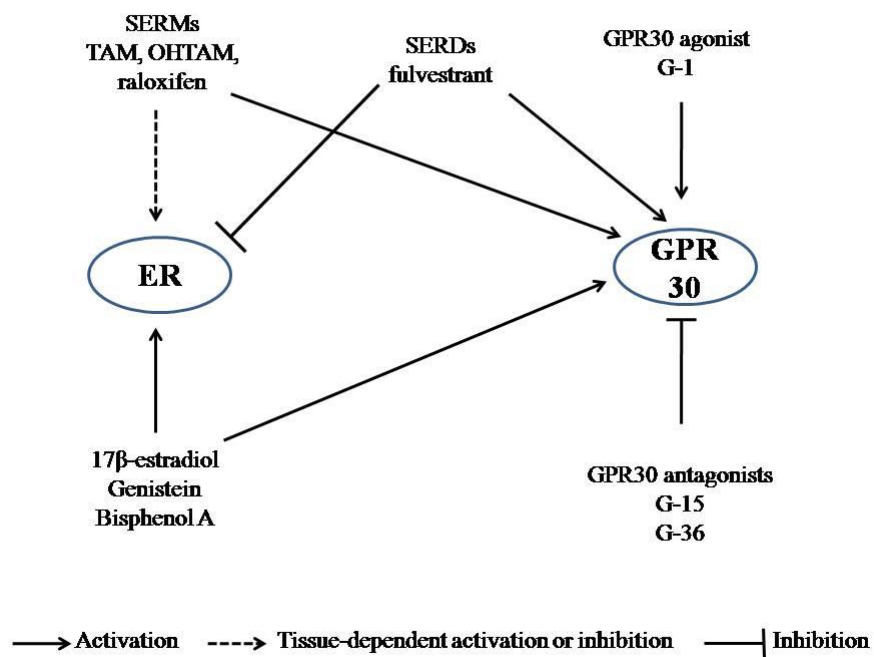 SERMs
TAM, OHTAM,
raloxifen
SERDs
fulvestrant
GPR30 agonist
G-1
ER
GPR
30
17β-estradiol
Genistein
Bisphenol A
GPR30 antagonists
G-15
G-36
Activation
Tissue-dependent activation or inhibition
Inhibition